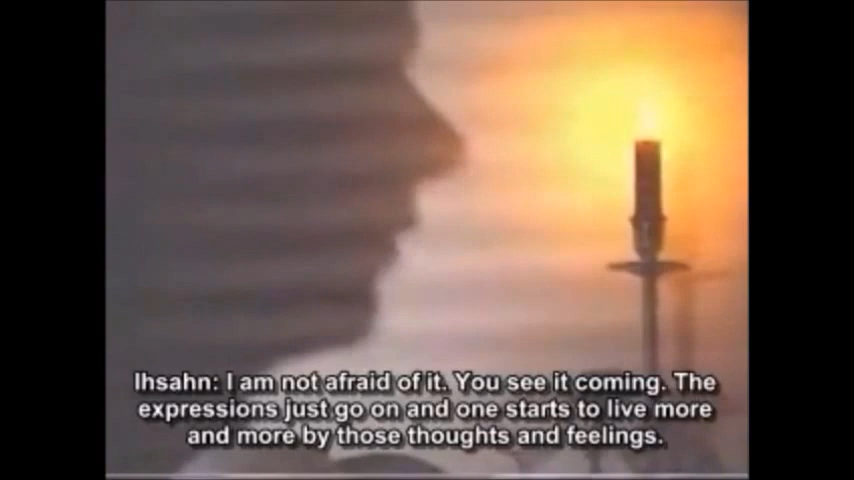 Ihsahn: I am not afraid of it. You see it coming. The
expressions just go on and one starts to live more
and more by those thoughts and feelings.